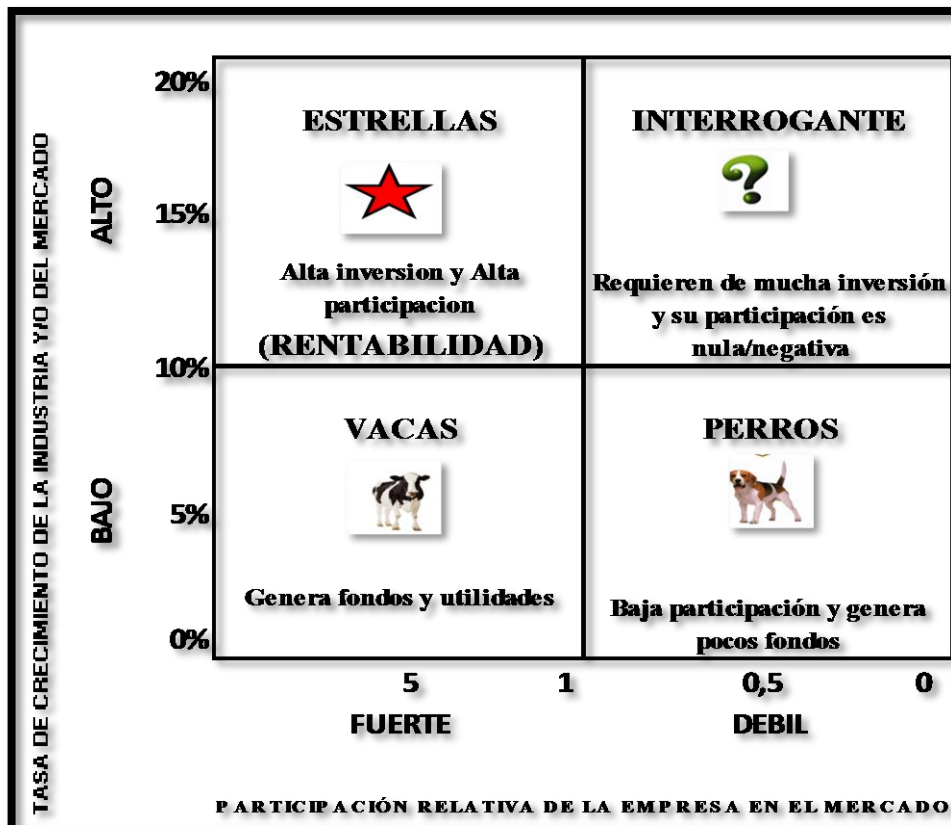 TASA DE CRECIMIENTO DE LA INDUSTRIA Y/O DEL MERCADO
ALTO
BAJO
20%
15%
10%
5%
0%
ESTRELLAS
Alta inversion y Alta
participacion
(RENTABILIDAD)
INTERROGANTE
Requieren de mucha inversión
y su participación es
nula/negativa
VACAS
Genera fondos y utilidades
PERROS
Baja participación y genera
pocos fondos
5 1 0,5 0
FUERTE DEBIL
PARTICIPACIÓN RELATIVA DE LA EMPRESA EN EL MERCADO